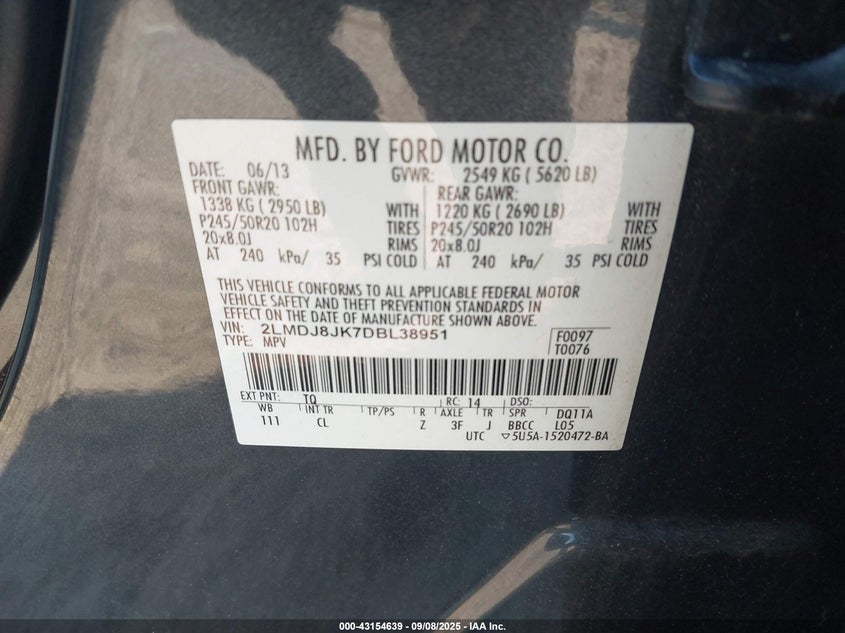 MFD. BY FORD MOTOR CO.
DATE: 06/13 GVWR: 2549 KG ( 5620 LB)
FRONT GAWR: REAR GAWR:
1338 KG ( 2950 LB) WITH 1220 KG ( 2690 LB) WITH
P245/50R20 102H TIRES P245/50R20 102H TIRES
20x8.0J RIMS 20x8.0J RIMS
AT 240 kPa/ 35 PSI COLD AT 240 kPa/ 35 PSI COLD
THIS VEHICLE CONFORMS TO ALL APPLICABLE FEDERAL MOTOR
VEHICLE SAFETY AND THEFT PREVENTION STANDARDS IN
EFFECT ON THE DATE OF MANUFACTURE SHOWN ABOVE.
VIN: 2LMDJ8JK7DBL38951 F0097
TYPE: MPV T0076
EXT PNT: TQ RC: 14 DSO:
WB INT TR TP/PS R AXLE TR SPR DQ11A
111 CL Z 3F J BBCC L05
UTC ▽5U5A-1520472-BA
000-43154639 - 09/08/2025 - IAA Inc.